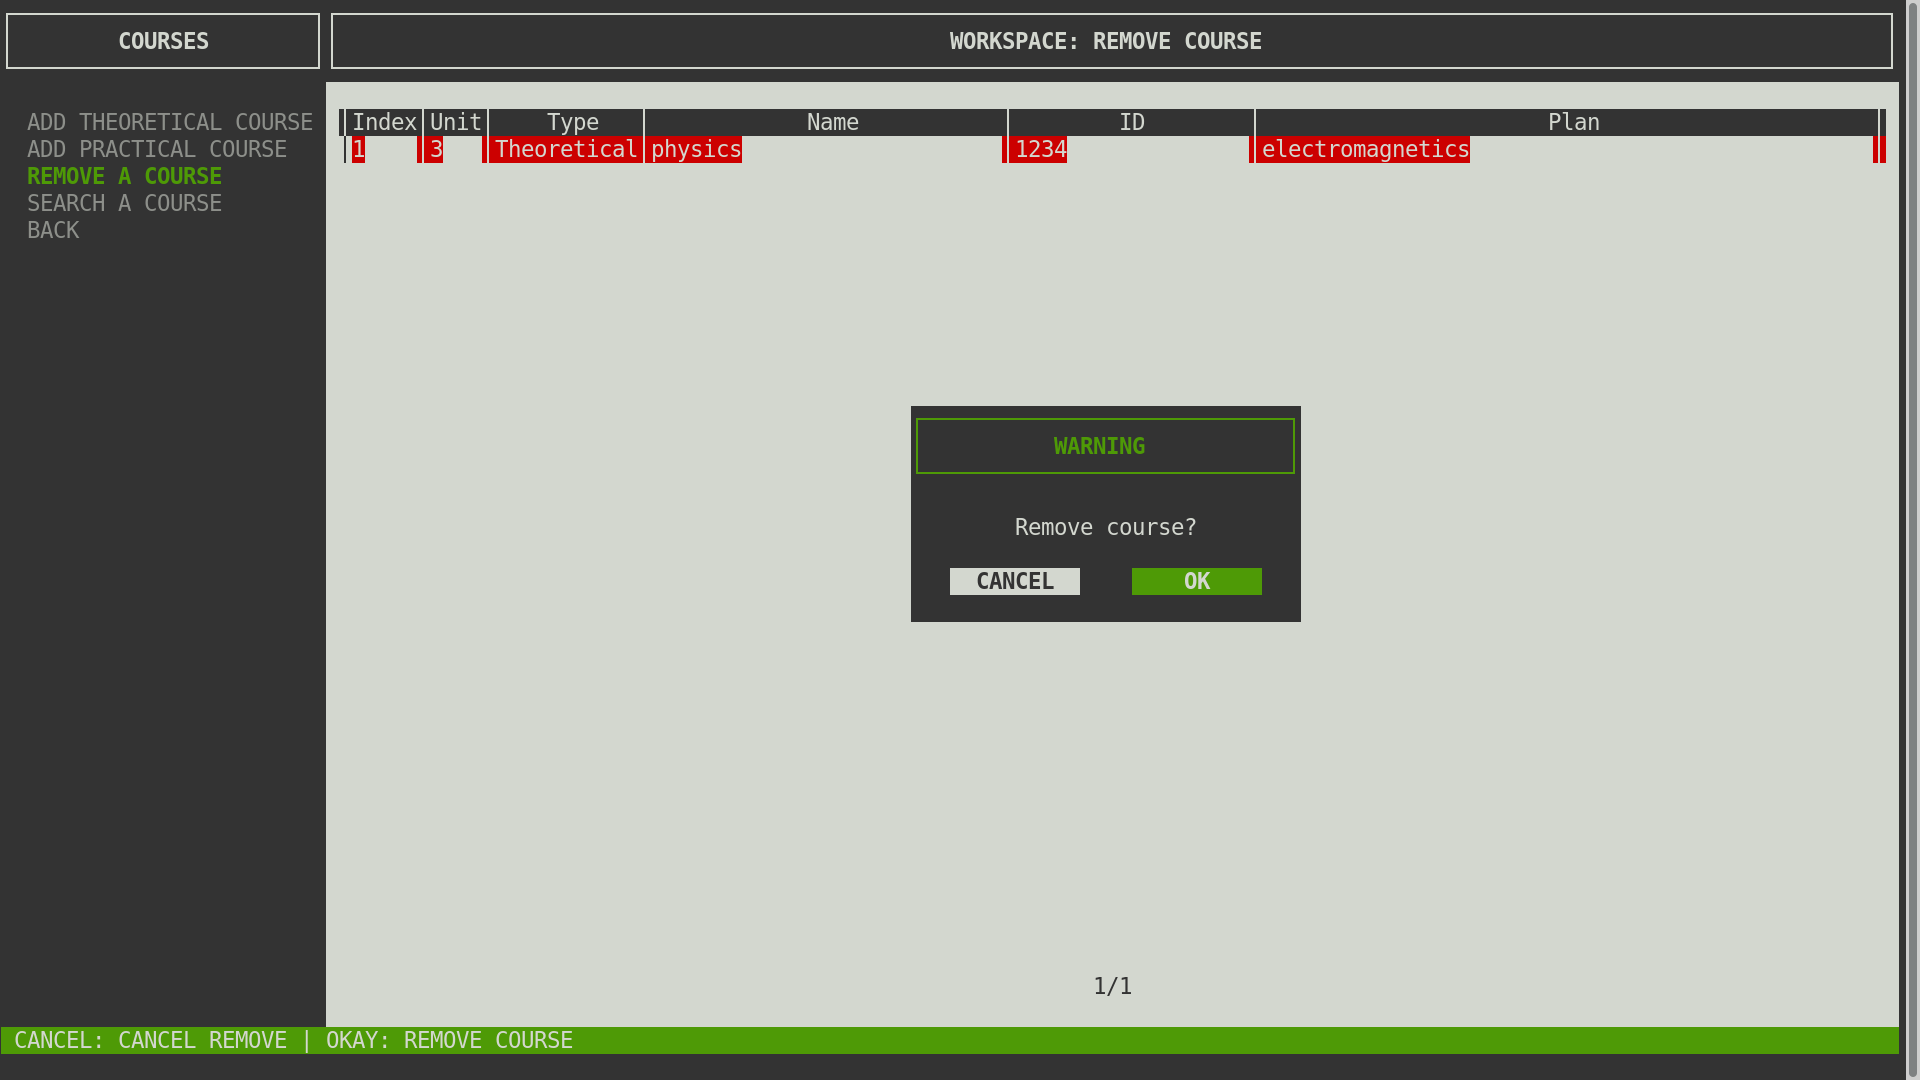 COURSES
WORKSPACE: REMOVE COURSE
ADD THEORETICAL COURSE
ADD PRACTICAL COURSE
REMOVE A COURSE
SEARCH A COURSE
BACK
Index Unit Type Name ID Plan
1 3 Theoretical physics 1234 electromagnetics
WARNING
Remove course?
CANCEL OK
1/1
CANCEL: CANCEL REMOVE | OKAY: REMOVE COURSE